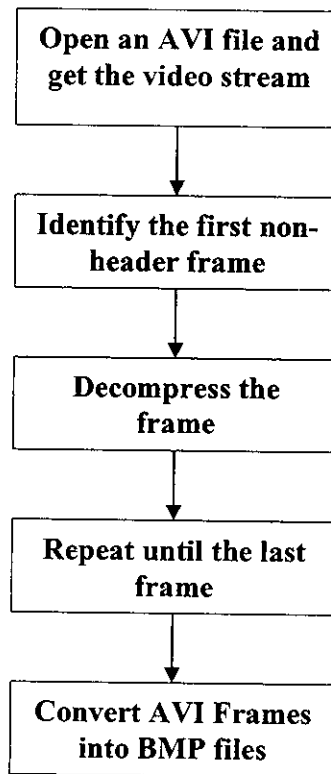 Open an AVI file and
get the video stream
Identify the first non-
header frame
Decompress the
frame
Repeat until the last
frame
Convert AVI Frames
into BMP files